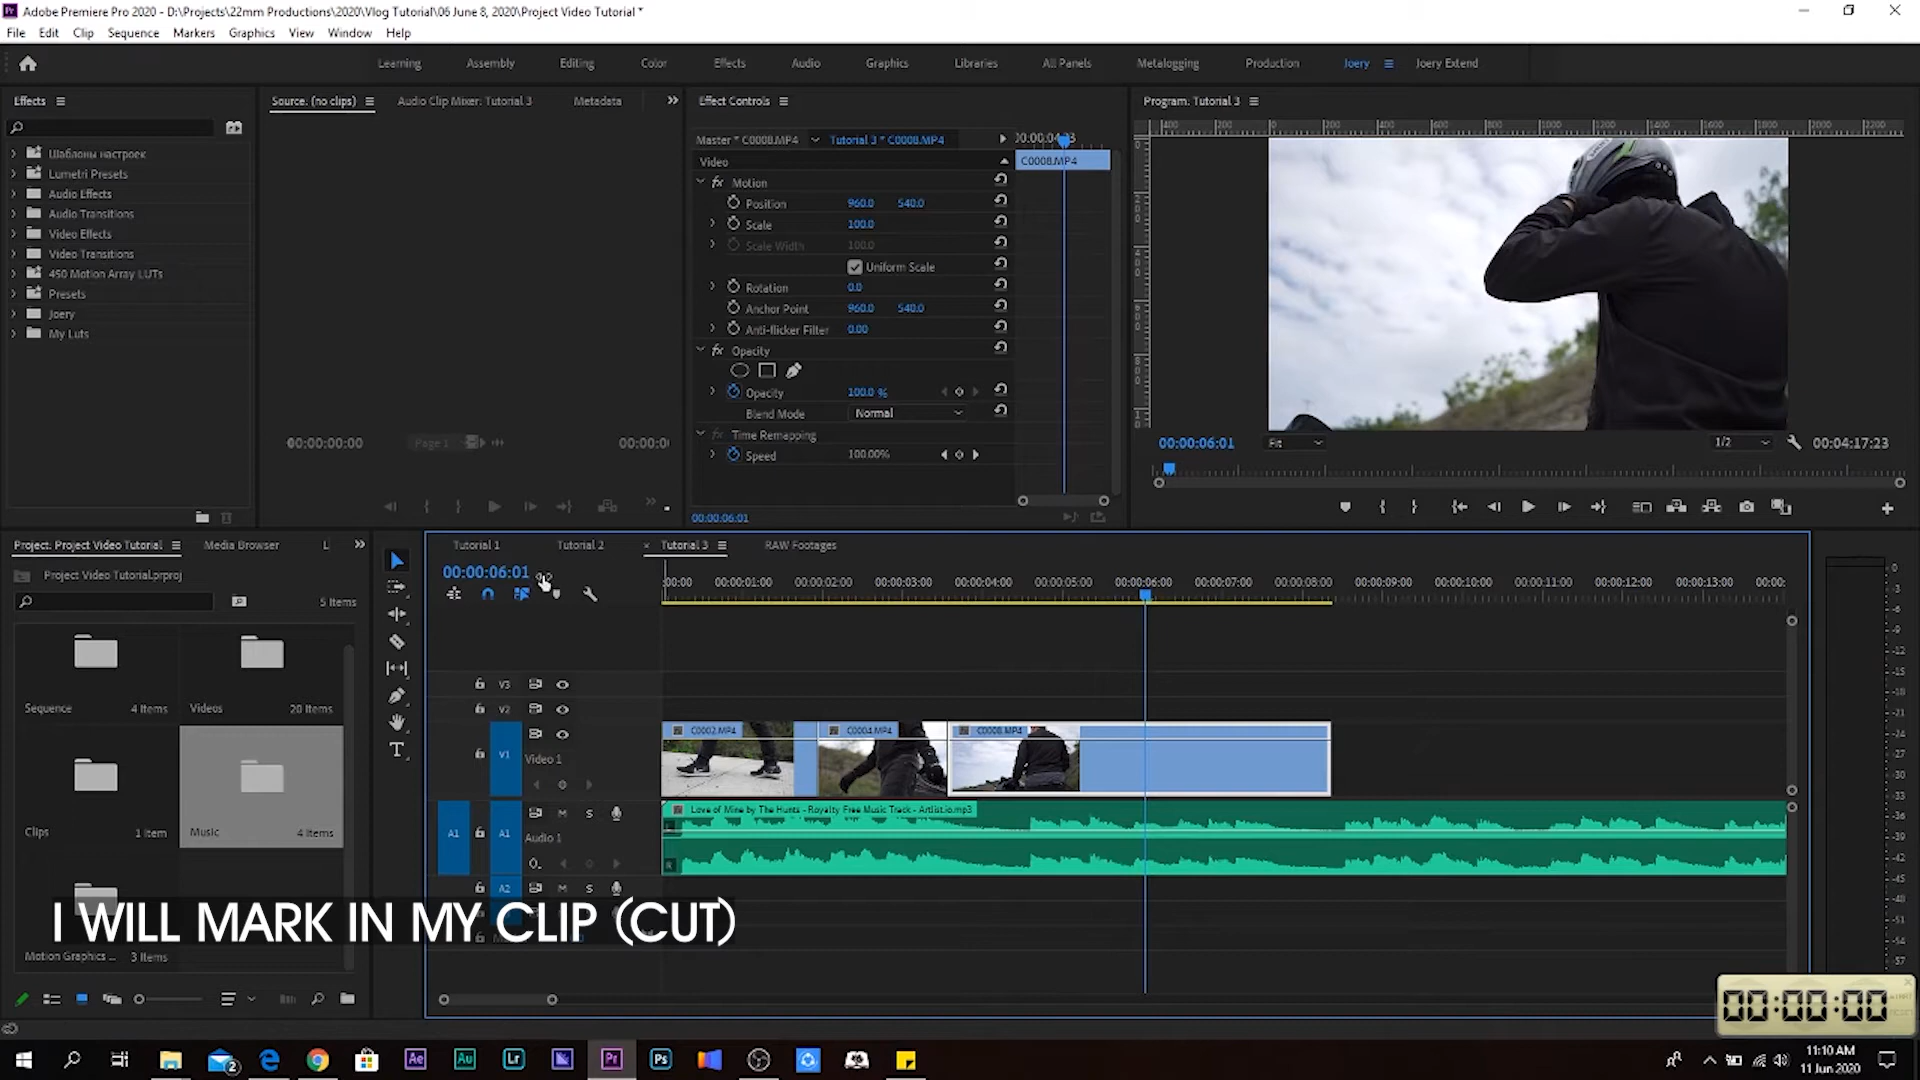 Adobe Premiere Pro 2020 - D:\Projects\22mm Productions\2020\Vlog Tutorial\06 June 8, 2020\Project Video Tutorial *
File Edit Clip Sequence Markers Graphics View Window Help
Learning Assembly Editing Color Effects Audio Graphics Libraries All Panels Metalogging Production Joery Joery Extend
Effects
Шаблоны настроек
Lumetri Presets
Audio Effects
Audio Transitions
Video Effects
Video Transitions
450 Motion Array LUTs
Presets
Joery
My Luts
Source: (no clips) Audio Clip Mixer: Tutorial 3 Metadata
00:00:00:00 Page 1 00:00:0
Effect Controls
Master * C0008.MP4 Tutorial 3 * C0008.MP4
Video
C0008.MP4
Motion
Position 960.0 540.0
Scale 100.0
Scale Width 100.0
Uniform Scale
Rotation 0.0
Anchor Point 960.0 540.0
Anti-flicker Filter 0.00
Opacity
Opacity 100.0 %
Blend Mode Normal
Time Remapping
Speed 100.00%
00:00:06:01
Program: Tutorial 3
00:00:06:01 Fit 1/2 00:04:17:23
Project: Project Video Tutorial Media Browser L
Project Video Tutorial.prproj
5 Items
Sequence 4 Items
Videos 20 Items
Clips 1 Item
Music 4 Items
Motion Graphics ... 3 Items
Tutorial 1 Tutorial 2 Tutorial 3 RAW Footages
00:00:06:01
:00:00 00:00:01:00 00:00:02:00 00:00:03:00 00:00:04:00 00:00:05:00 00:00:06:00 00:00:07:00 00:00:08:00 00:00:09:00 00:00:10:00 00:00:11:00 00:00:12:00 00:00:13:00 00:00:
V3
V2
V1 Video 1
C0002.MP4 C0004.MP4 C0008.MP4
A1 A1 M S
Audio 1
Love of Mine by The Hunts - Royalty Free Music Track - Artlist.io.mp3
A2 M S
I WILL MARK IN MY CLIP (CUT)
00:00:00
11:10 AM
11 Jun 2020